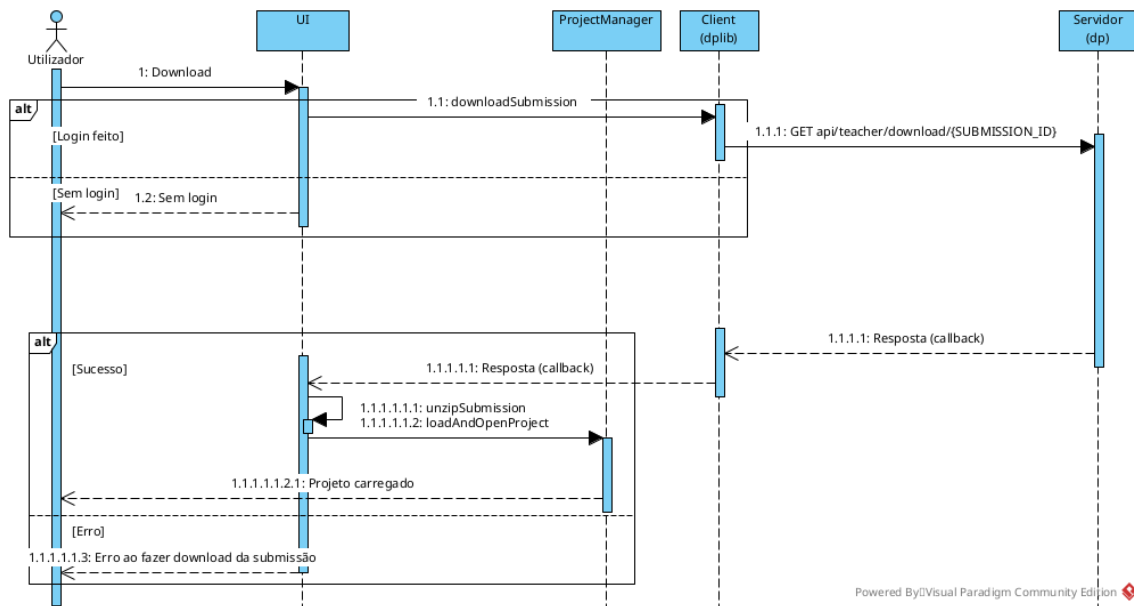 UI
ProjectManager
Client
(dplib)
Servidor
(dp)
Utilizador
1: Download
alt
1.1: downloadSubmission
[Login feito]
1.1.1: GET api/teacher/download/{SUBMISSION_ID}
[Sem login]
1.2: Sem login
alt
1.1.1.1: Resposta (callback)
[Sucesso]
1.1.1.1.1: Resposta (callback)
1.1.1.1.1.1: unzipSubmission
1.1.1.1.1.2: loadAndOpenProject
1.1.1.1.1.2.1: Projeto carregado
[Erro]
1.1.1.1.1.3: Erro ao fazer download da submissão
Powered By▯Visual Paradigm Community Edition